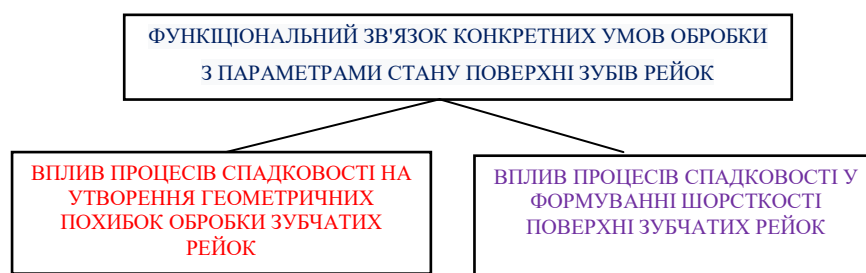 ФУНКІЦІОНАЛЬНИЙ ЗВ'ЯЗОК КОНКРЕТНИХ УМОВ ОБРОБКИ
З ПАРАМЕТРАМИ СТАНУ ПОВЕРХНІ ЗУБІВ РЕЙОК
ВПЛИВ ПРОЦЕСІВ СПАДКОВОСТІ НА
УТВОРЕННЯ ГЕОМЕТРИЧНИХ
ПОХИБОК ОБРОБКИ ЗУБЧАТИХ
РЕЙОК
ВПЛИВ ПРОЦЕСІВ СПАДКОВОСТІ У
ФОРМУВАННІ ШОРСТКОСТІ
ПОВЕРХНІ ЗУБЧАТИХ РЕЙОК